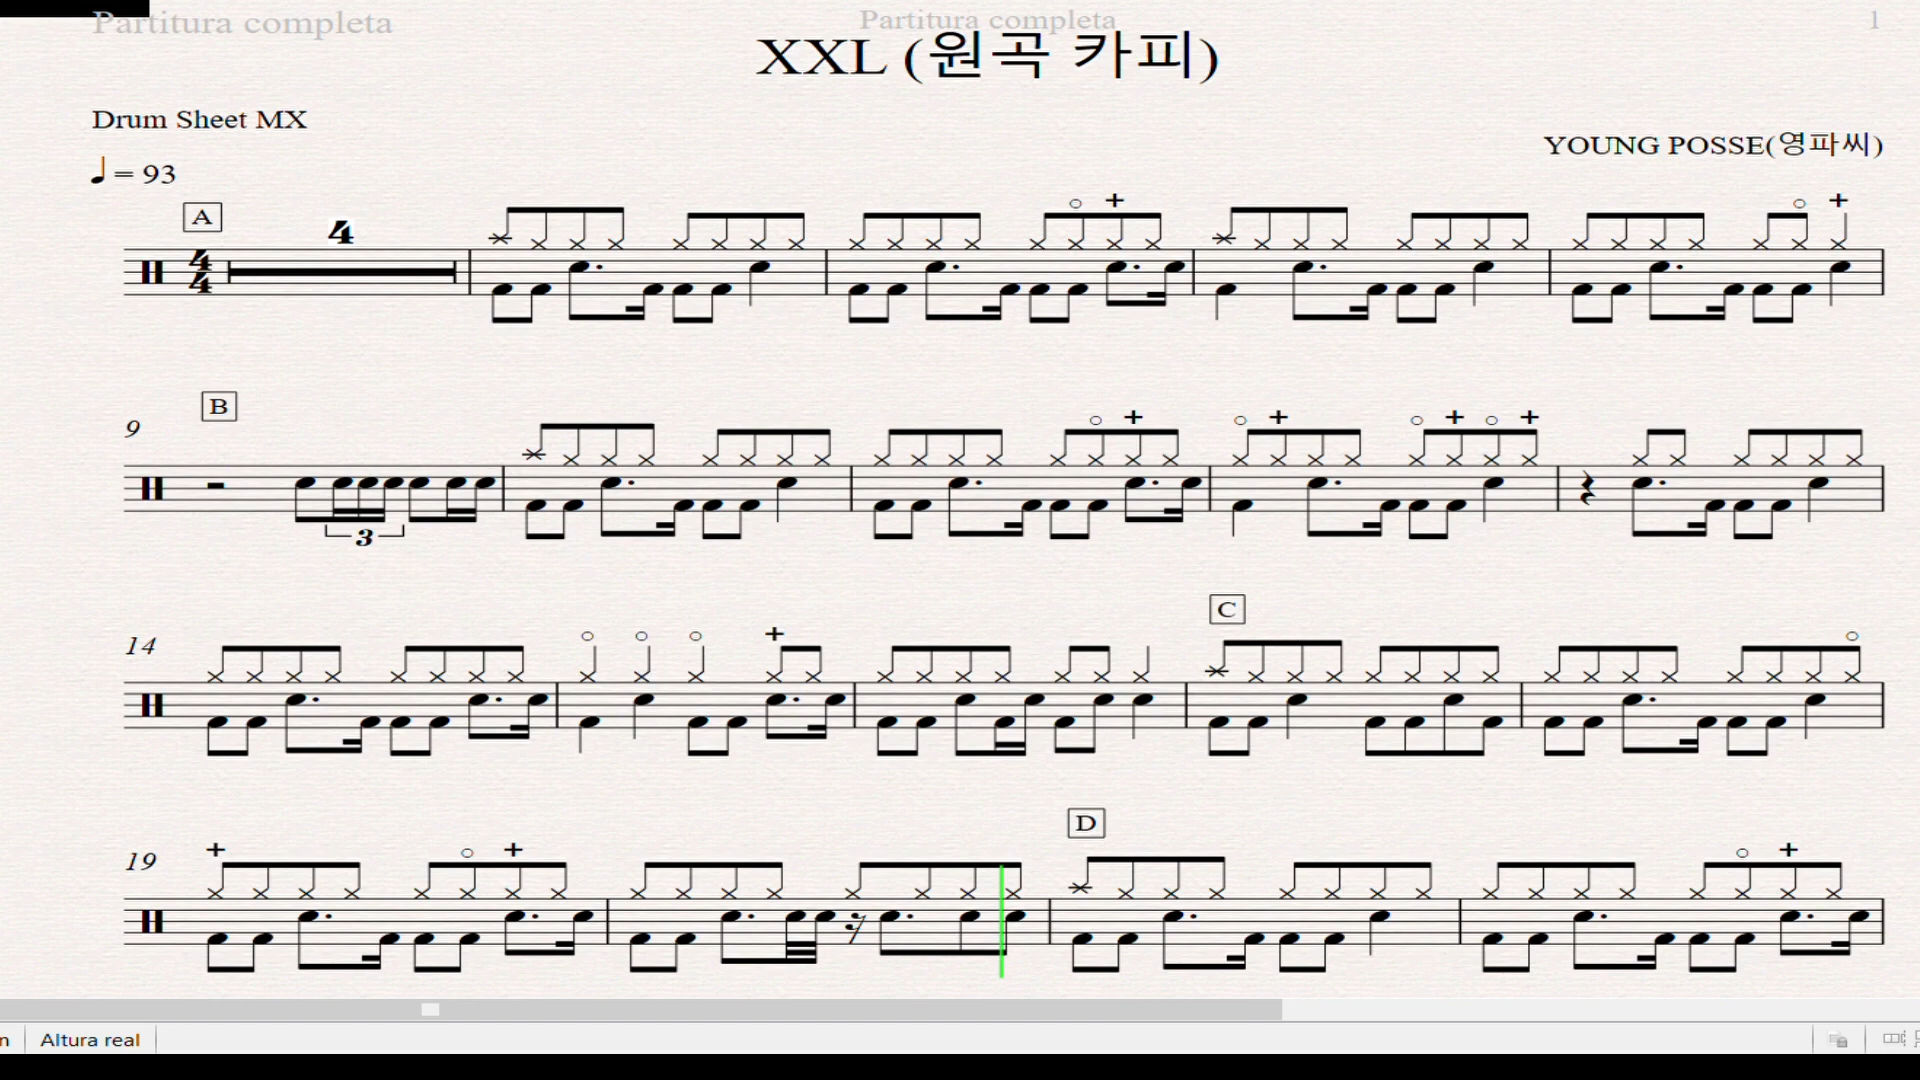 Partitura completa
Partitura completa
1
XXL (원곡 카피)
Drum Sheet MX
YOUNG POSSE(영파씨)
♩ = 93
A
4
4
4
9
B
3
14
C
19
D
n
Altura real